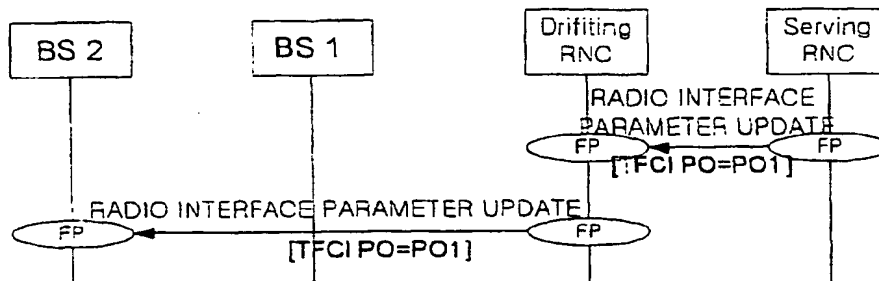 BS 2
BS 1
Drifiting
RNC
Serving
RNC
RADIO INTERFACE
PARAMETER UPDATE
FP
FP
[TFCI PO=PO1]
RADIO INTERFACE PARAMETER UPDATE
FP
FP
[TFCI PO=PO1]